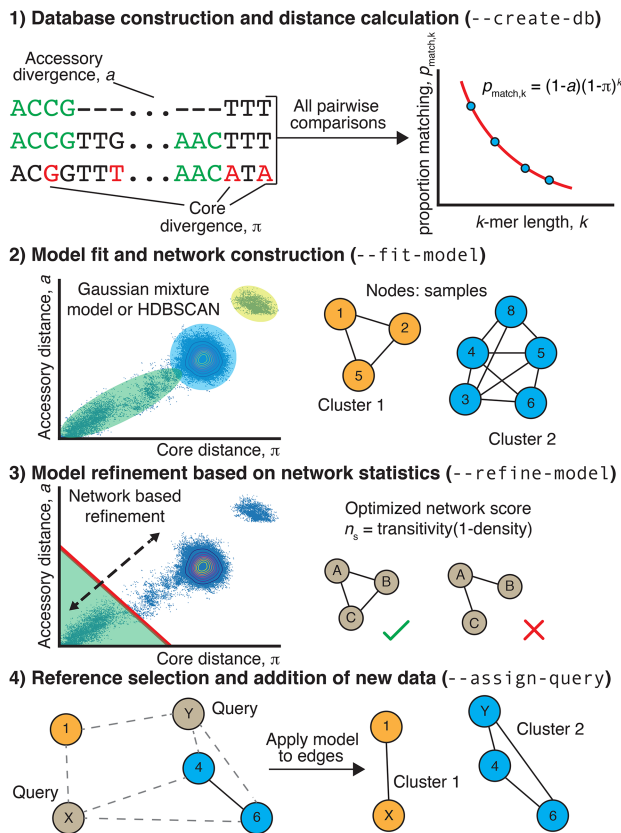 1) Database construction and distance calculation (--create-db)
Accessory
divergence, a
ACCG---...---TTT
ACCGTTG...AACTTT
ACGGTTT...AACATA
Core
divergence, π
All pairwise
comparisons
proportion matching, pmatch,k
pmatch,k = (1-a)(1-π)^k
k-mer length, k
2) Model fit and network construction (--fit-model)
Accessory distance, a
Gaussian mixture
model or HDBSCAN
Core distance, π
Nodes: samples
1
2
5
Cluster 1
8
4
5
3
6
Cluster 2
3) Model refinement based on network statistics (--refine-model)
Accessory distance, a
Network based
refinement
Core distance, π
Optimized network score
ns = transitivity(1-density)
A
B
C
A
B
C
4) Reference selection and addition of new data (--assign-query)
1
Y
Query
4
Query
X
6
Apply model
to edges
1
Cluster 1
X
Y
Cluster 2
4
6